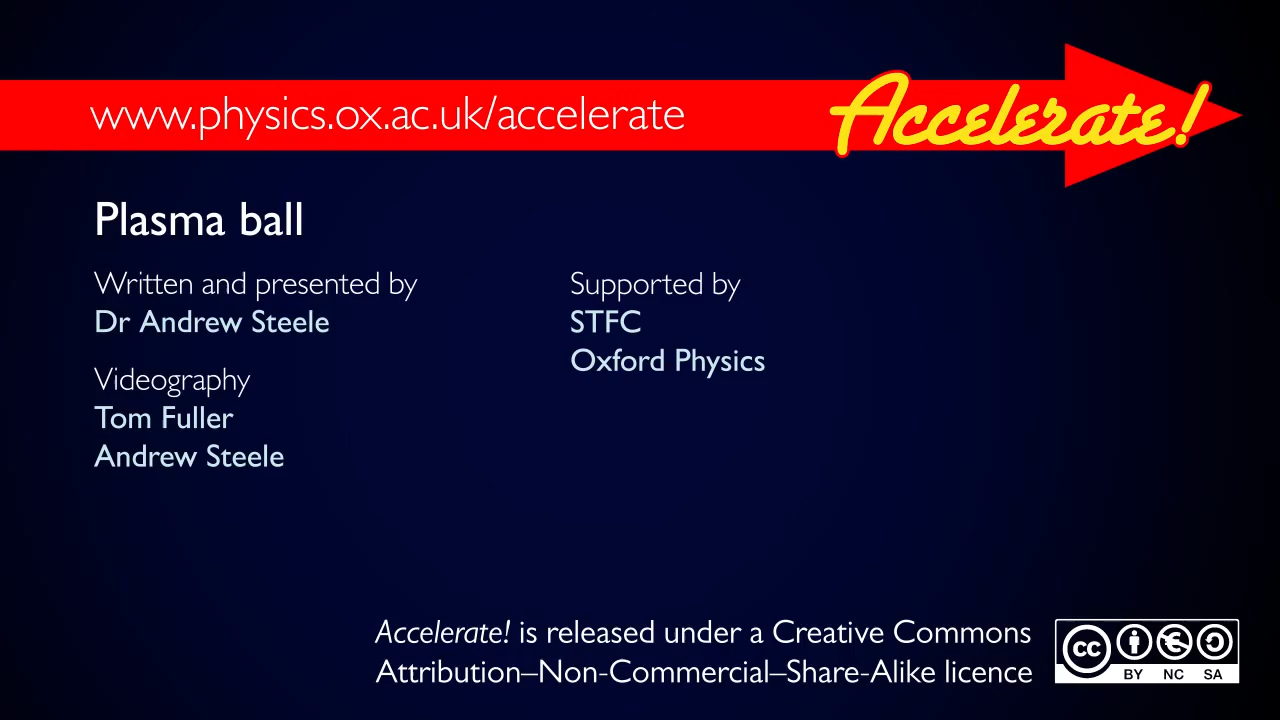 www.physics.ox.ac.uk/accelerate
Accelerate!
Plasma ball
Written and presented by
Dr Andrew Steele
Videography
Tom Fuller
Andrew Steele
Supported by
STFC
Oxford Physics
Accelerate! is released under a Creative Commons
Attribution–Non-Commercial–Share-Alike licence
cc
BY NC SA